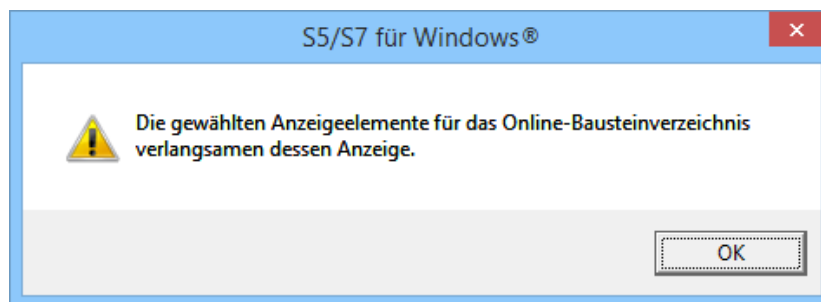 S5/S7 für Windows®
Die gewählten Anzeigeelemente für das Online-Bausteinverzeichnis
verlangsamen dessen Anzeige.
OK